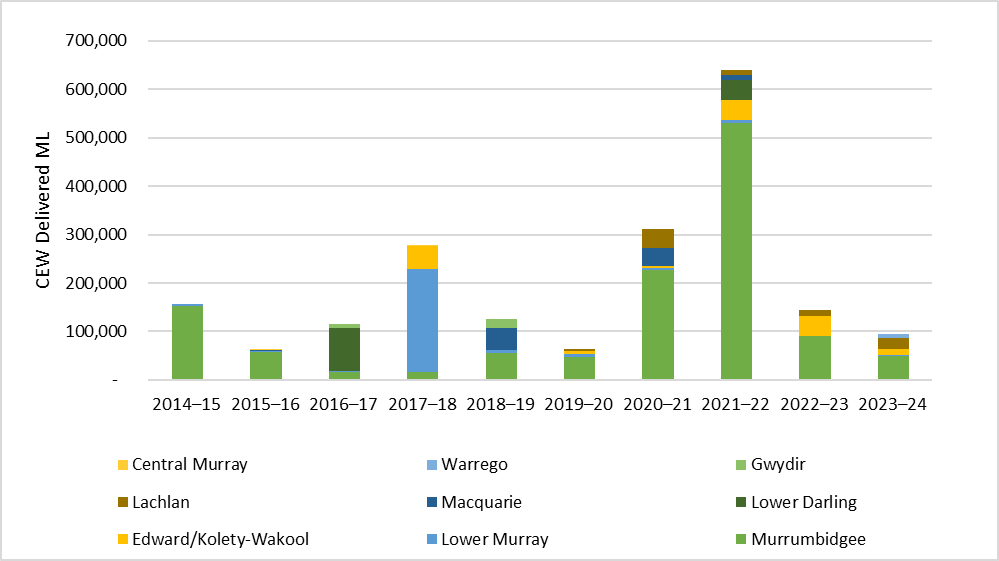 700,000
600,000
500,000
400,000
300,000
200,000
100,000
-
CEW Delivered ML
2014–15 2015–16 2016–17 2017–18 2018–19 2019–20 2020–21 2021–22 2022–23 2023–24
Central Murray Warrego Gwydir
Lachlan Macquarie Lower Darling
Edward/Kolety-Wakool Lower Murray Murrumbidgee